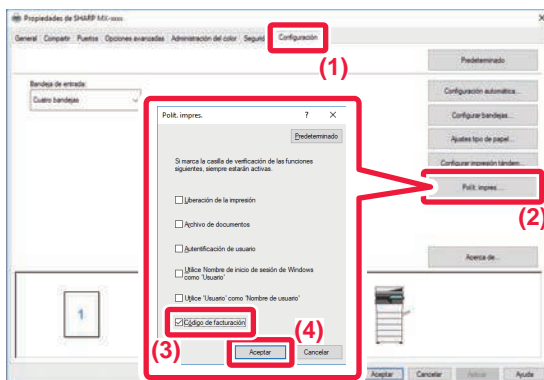 Propiedades de SHARP MX-xxxx
General Compartir Puertos Opciones avanzadas Administración del color Segurid Configuración
(1)
Predeterminado
Bandeja de entrada:
Cuatro bandejas
Configuración automática...
Configurar bandejas...
Ajustes tipo de papel...
Configurar impresión tándem...
Polít. impres....
(2)
Acerca de...
Polít. impres.
? ×
Predeterminado
Si marca la casilla de verificación de las funciones
siguientes, siempre estarán activas.
Liberación de la impresión
Archivo de documentos
Autentificación de usuario
Utilice Nombre de inicio de sesión de Windows
como 'Usuario'
Utilice 'Usuario' como 'Nombre de usuario'
Código de facturación
(3)
(4)
Aceptar Cancelar
1
Aceptar Cancelar Aplicar Ayuda